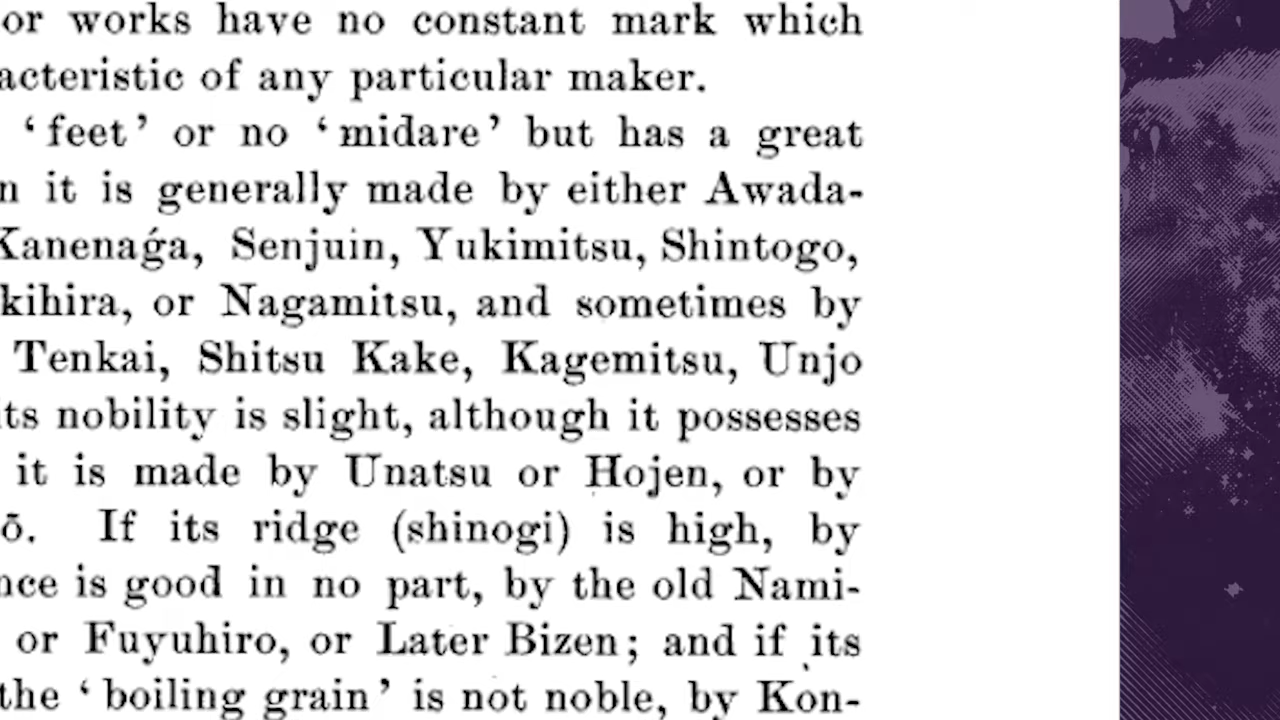 or works have no constant mark which
acteristic of any particular maker.
‘feet’ or no ‘midare’ but has a great
n it is generally made by either Awada-
Kanenaǵa, Senjuin, Yukimitsu, Shintogo,
kihira, or Nagamitsu, and sometimes by
Tenkai, Shitsu Kake, Kagemitsu, Unjo
its nobility is slight, although it possesses
it is made by Unatsu or Hojen, or by
ō. If its ridge (shinogi) is high, by
nce is good in no part, by the old Nami-
or Fuyuhiro, or Later Bizen; and if its
the ‘boiling grain’ is not noble, by Kon-